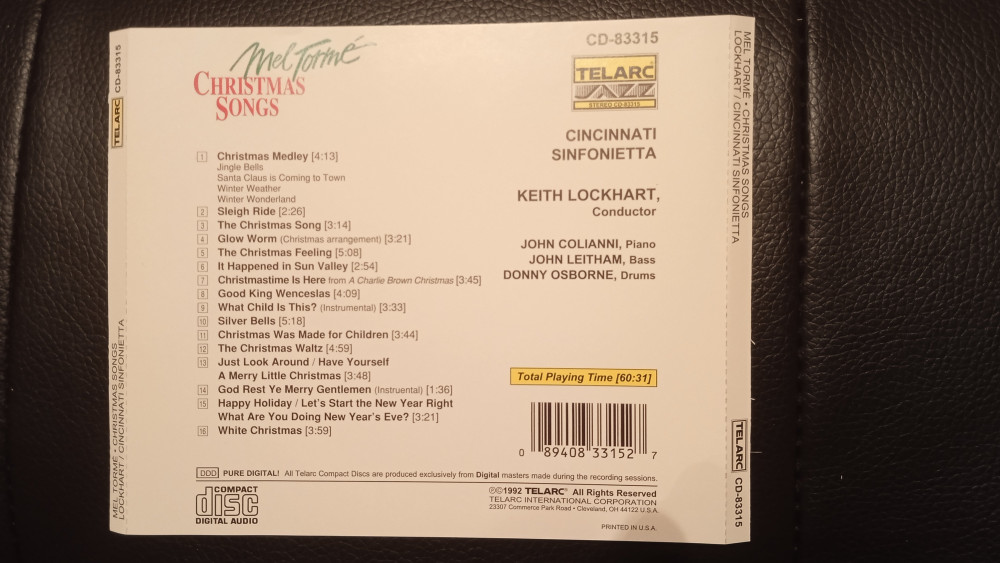 CD-83315
TELARC
MEL TORMÉ • CHRISTMAS SONGS
LOCKHART / CINCINNATI SINFONIETTA
Mel Tormé
CHRISTMAS
SONGS
1 Christmas Medley [4:13]
Jingle Bells
Santa Claus is Coming to Town
Winter Weather
Winter Wonderland
2 Sleigh Ride [2:26]
3 The Christmas Song [3:14]
4 Glow Worm (Christmas arrangement) [3:21]
5 The Christmas Feeling [5:08]
6 It Happened in Sun Valley [2:54]
7 Christmastime Is Here from A Charlie Brown Christmas [3:45]
8 Good King Wenceslas [4:09]
9 What Child Is This? (Instrumental) [3:33]
10 Silver Bells [5:18]
11 Christmas Was Made for Children [3:44]
12 The Christmas Waltz [4:59]
13 Just Look Around / Have Yourself
A Merry Little Christmas [3:48]
14 God Rest Ye Merry Gentlemen (Instruental) [1:36]
15 Happy Holiday / Let's Start the New Year Right
What Are You Doing New Year's Eve? [3:21]
16 White Christmas [3:59]
CD-83315
TELARC
JAZZ
STEREO CD-83315
CINCINNATI
SINFONIETTA
KEITH LOCKHART,
Conductor
JOHN COLIANNI, Piano
JOHN LEITHAM, Bass
DONNY OSBORNE, Drums
Total Playing Time [60:31]
0 89408 33152 7
DDD PURE DIGITAL! All Telarc Compact Discs are produced exclusively from Digital masters made during the recording sessions.
COMPACT
disc
DIGITAL AUDIO
℗©1992 TELARC® All Rights Reserved
TELARC INTERNATIONAL CORPORATION
23307 Commerce Park Road • Cleveland, OH 44122 U.S.A.
PRINTED IN U.S.A.
MEL TORMÉ • CHRISTMAS SONGS
LOCKHART / CINCINNATI SINFONIETTA
TELARC
CD-83315